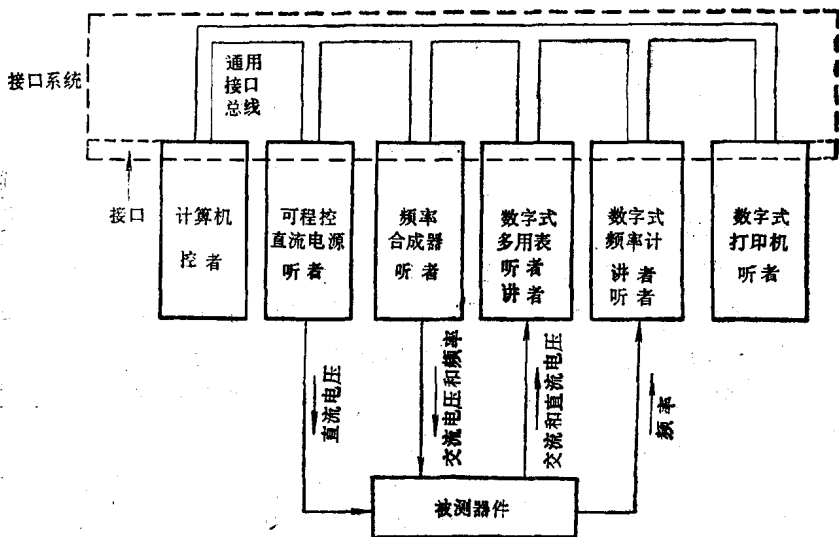 接口系统
通用
接口
总线
接口
计算机
控者
可程控
直流电源
听者
频率
合成器
听者
数字式
多用表
听者
讲者
数字式
频率计
讲者
听者
数字式
打印机
听者
直流电压
交流电压和频率
交流和直流电压
频率
被测器件